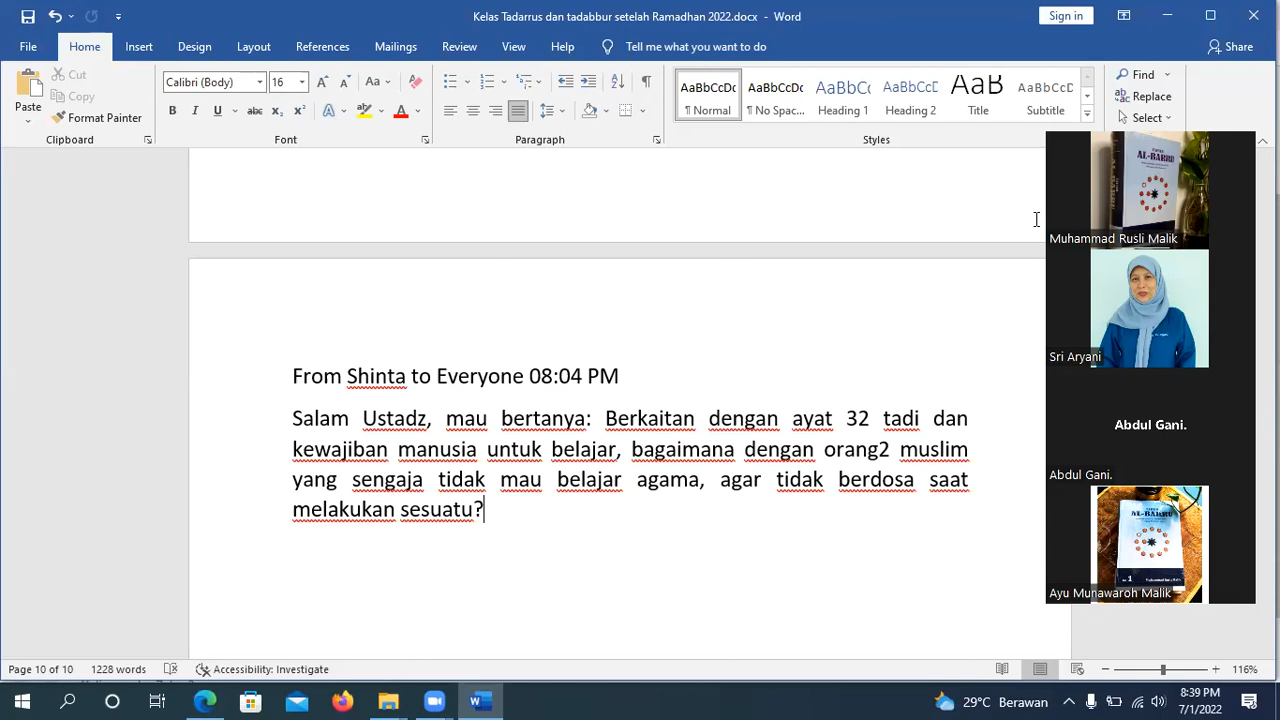 Kelas Tadarrus dan tadabbur setelah Ramadhan 2022.docx - Word
Sign in
File Home Insert Design Layout References Mailings Review View Help Tell me what you want to do Share
Paste
Cut
Copy
Format Painter
Clipboard
Calibri (Body) 16
Font
Paragraph
AaBbCcDc AaBbCcDc AaBbCc AaBbCcD AaB AaBbCcD
¶ Normal ¶ No Spac... Heading 1 Heading 2 Title Subtitle
Styles
Find
Replace
Select
AL-BARRU
Muhammad Rusli Malik
Sri Aryani
Abdul Gani.
Abdul Gani.
AL-BARRU
Ayu Munawaroh Malik
From Shinta to Everyone 08:04 PM
Salam Ustadz, mau bertanya: Berkaitan dengan ayat 32 tadi dan
kewajiban manusia untuk belajar, bagaimana dengan orang2 muslim
yang sengaja tidak mau belajar agama, agar tidak berdosa saat
melakukan sesuatu?
Page 10 of 10 1228 words Accessibility: Investigate 116%
29°C Berawan
8:39 PM
7/1/2022